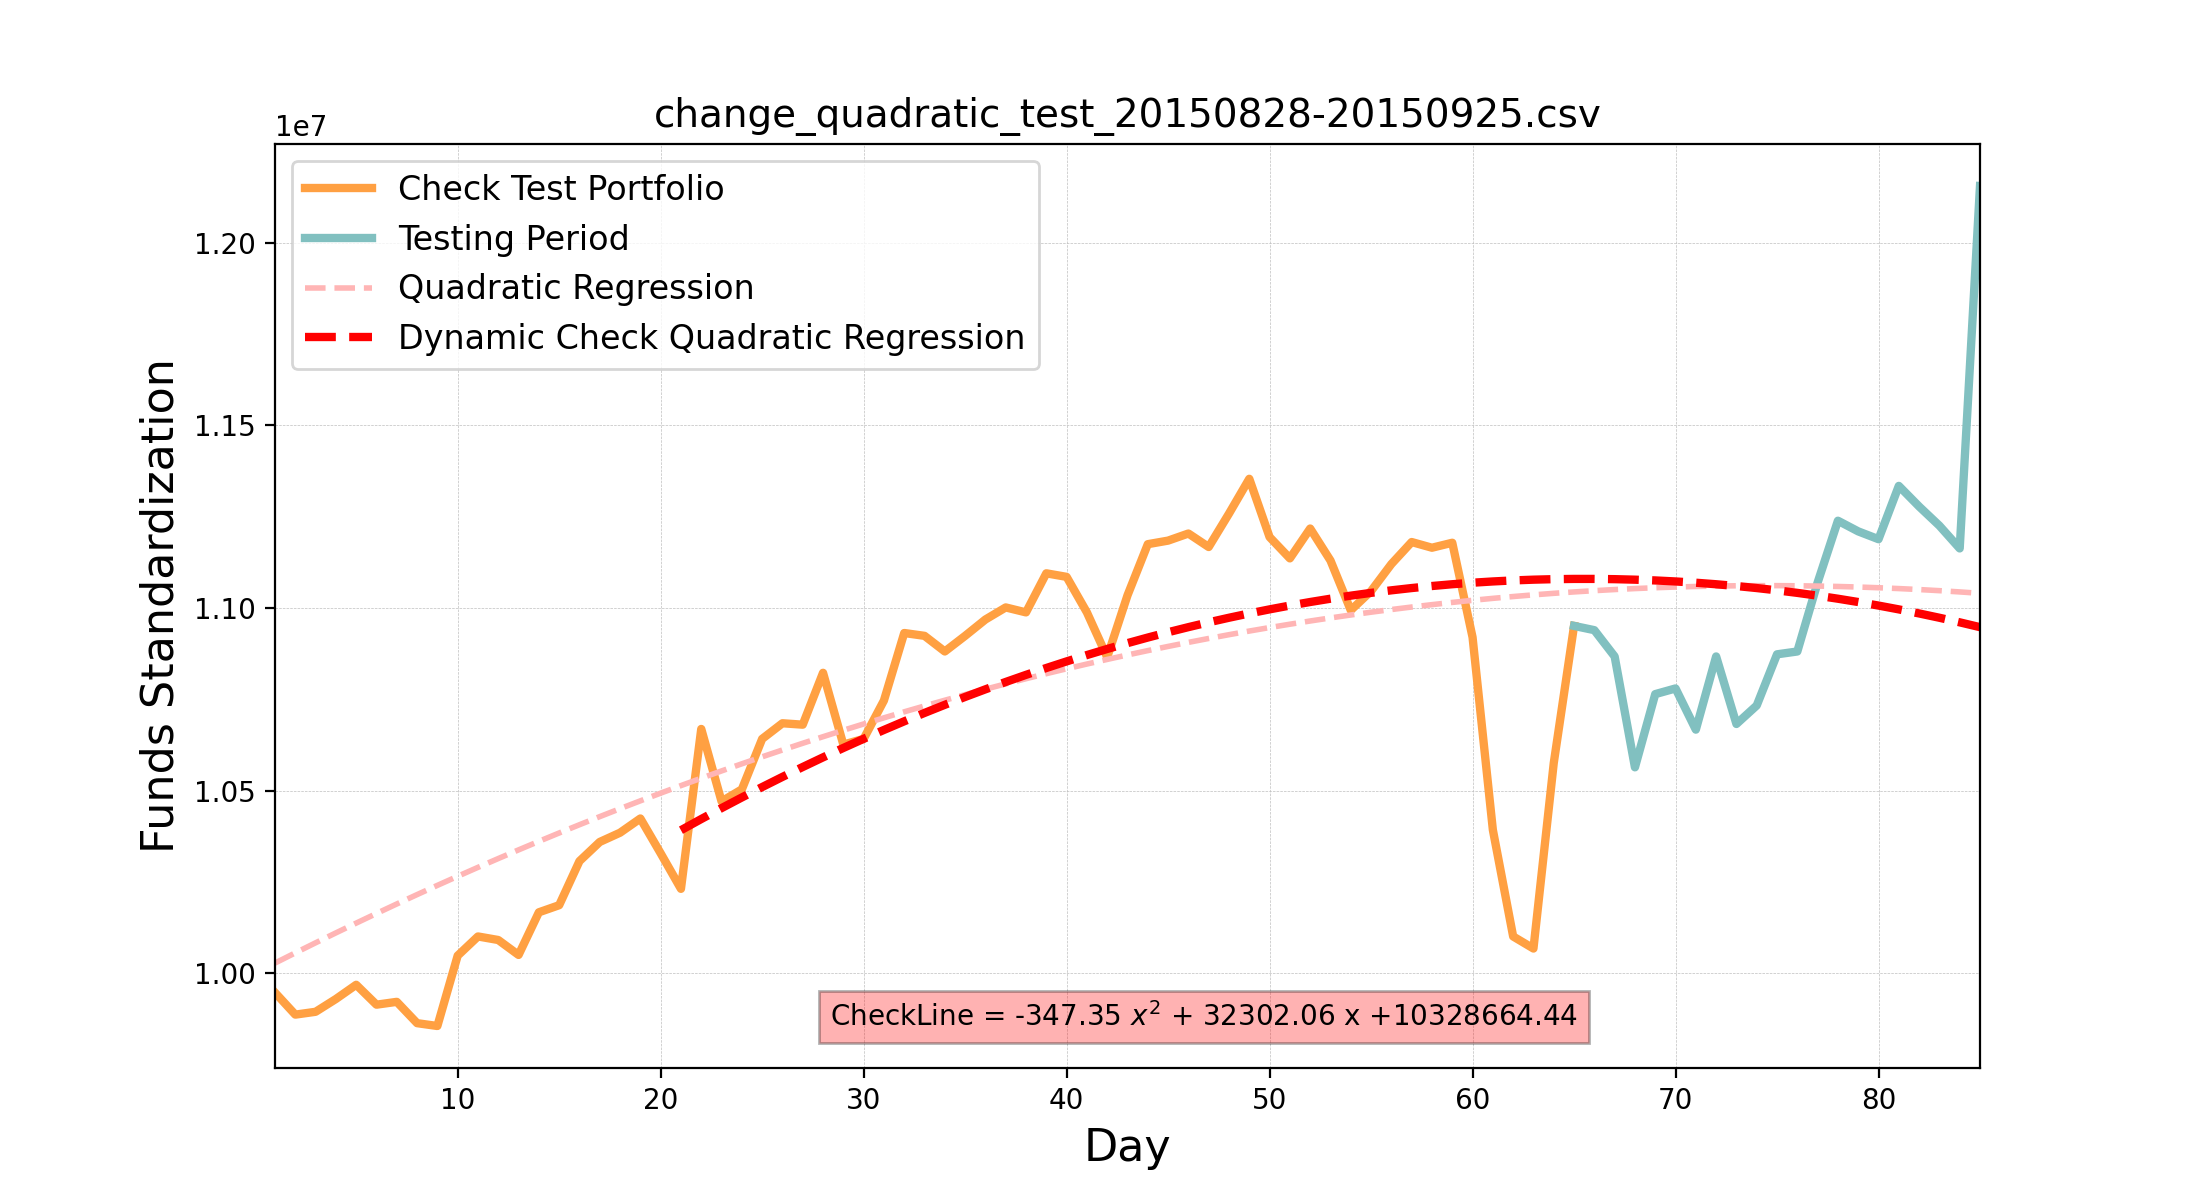 change_quadratic_test_20150828-20150925.csv
1e7
Check Test Portfolio
Testing Period
Quadratic Regression
Dynamic Check Quadratic Regression
Funds Standardization
1.20
1.15
1.10
1.05
1.00
CheckLine = -347.35 x² + 32302.06 x +10328664.44
10 20 30 40 50 60 70 80
Day